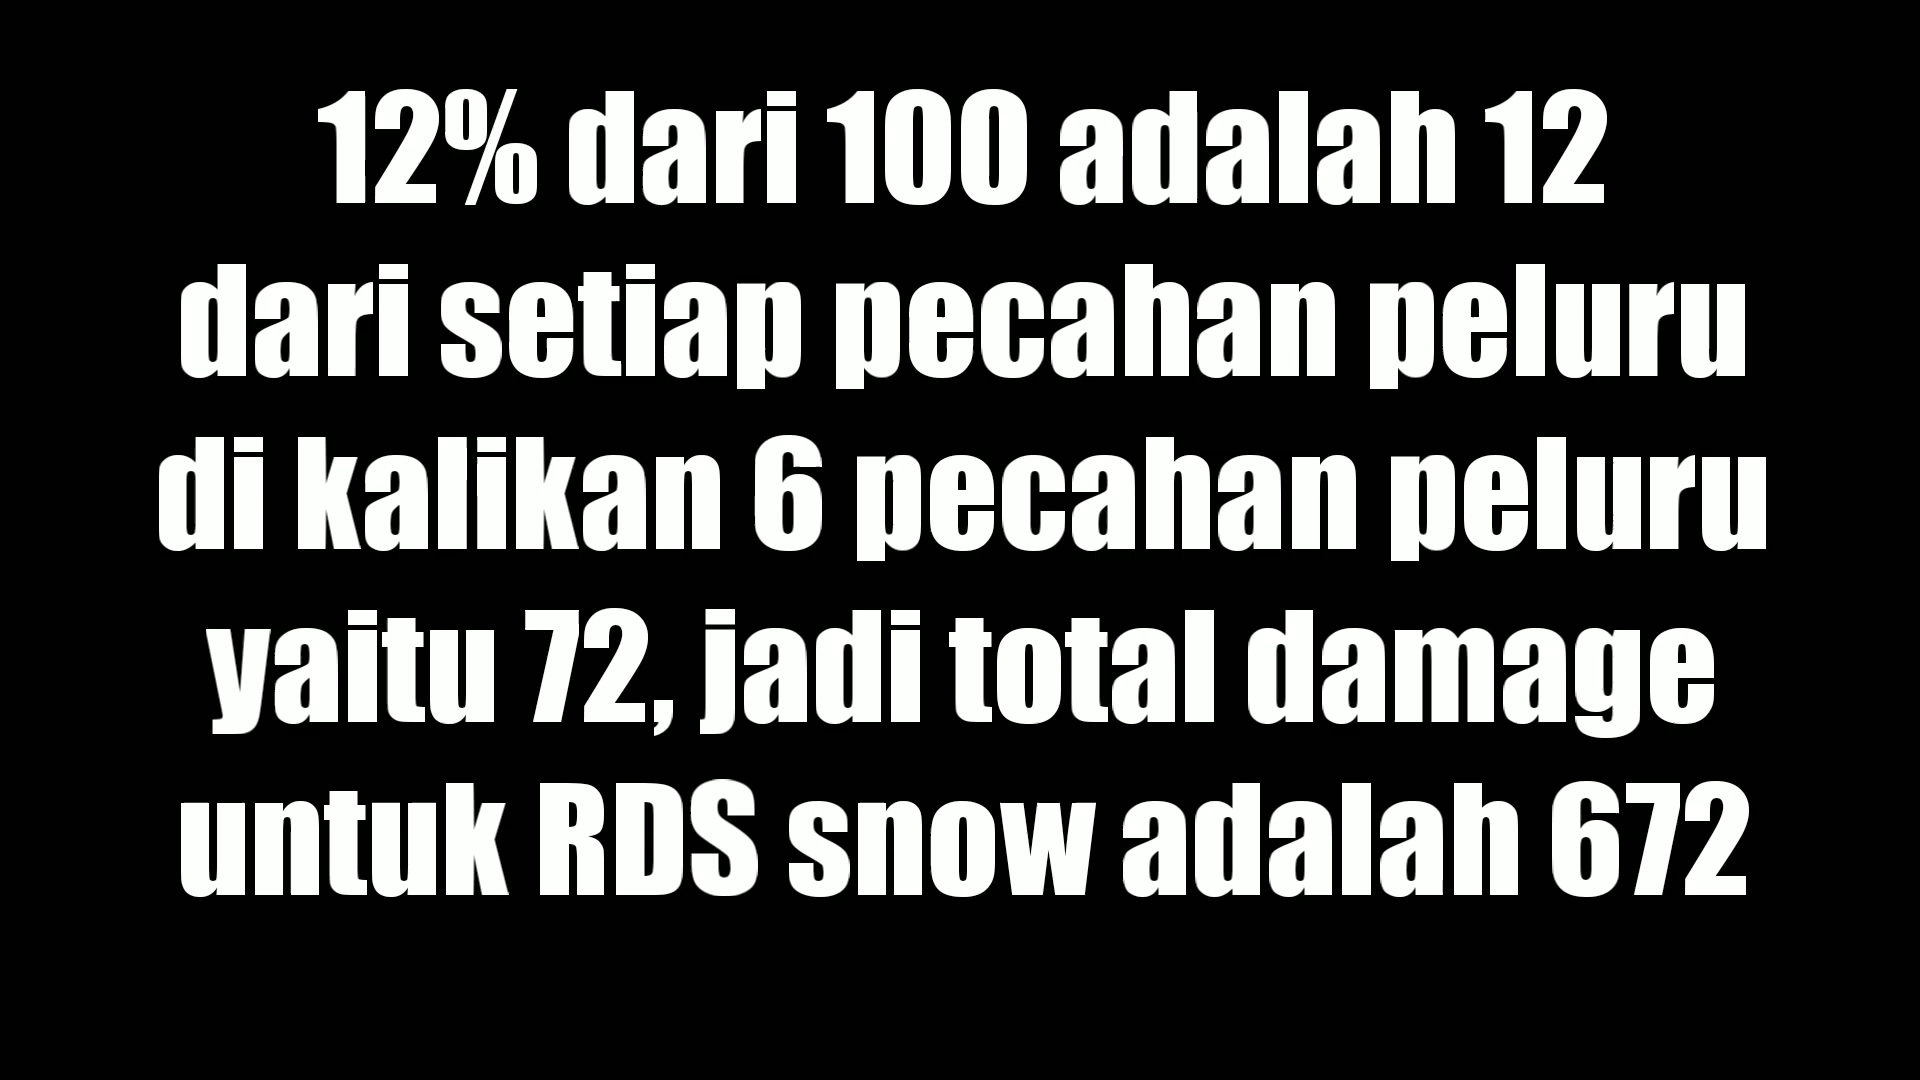 12% dari 100 adalah 12
dari setiap pecahan peluru
di kalikan 6 pecahan peluru
yaitu 72, jadi total damage
untuk RDS snow adalah 672